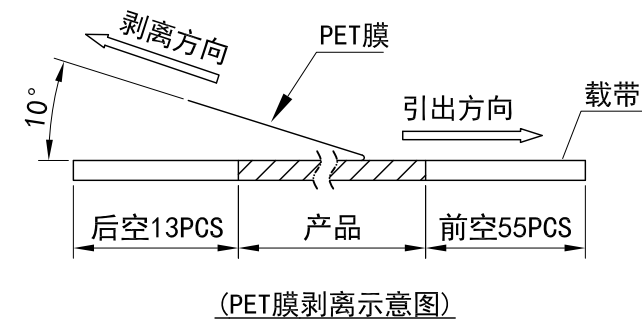 剥离方向
PET膜
10°
引出方向
载带
后空13PCS
产品
前空55PCS
(PET膜剥离示意图)